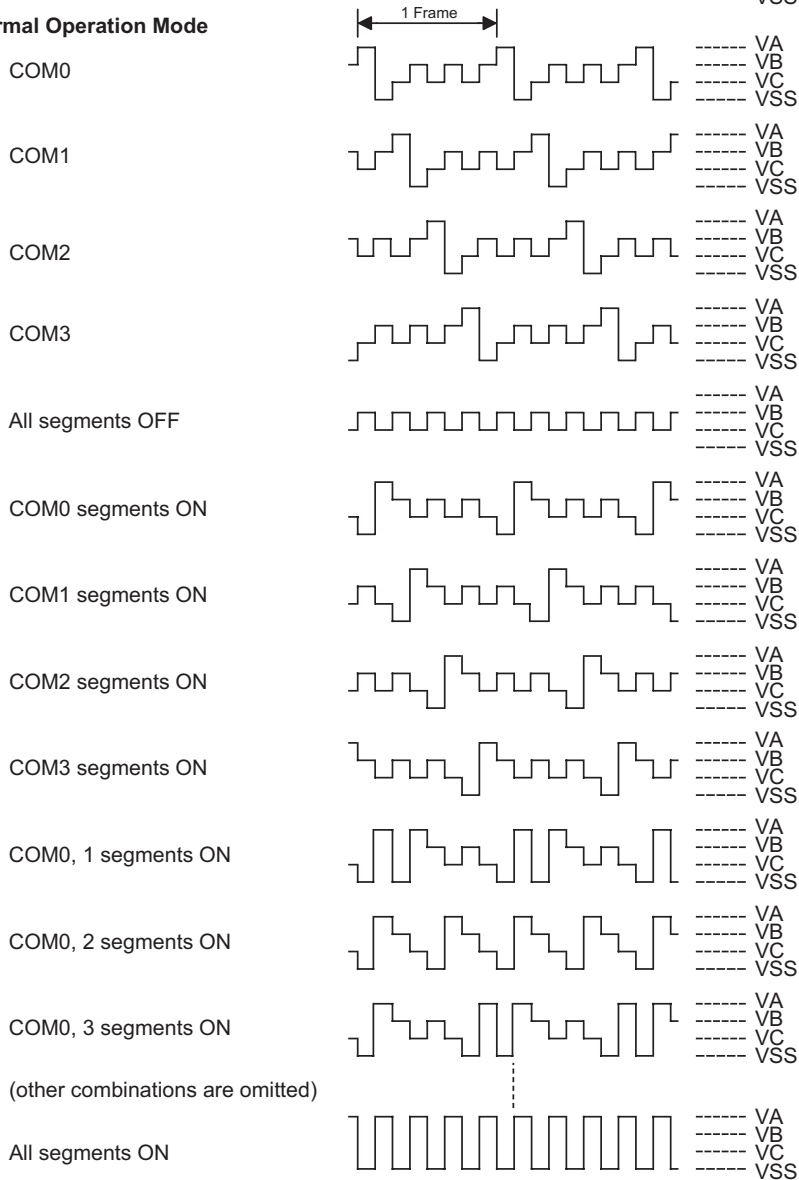 VSS
1 Frame
rmal Operation Mode
COM0
VA
VB
VC
VSS
COM1
VA
VB
VC
VSS
COM2
VA
VB
VC
VSS
COM3
VA
VB
VC
VSS
All segments OFF
VA
VB
VC
VSS
COM0 segments ON
VA
VB
VC
VSS
COM1 segments ON
VA
VB
VC
VSS
COM2 segments ON
VA
VB
VC
VSS
COM3 segments ON
VA
VB
VC
VSS
COM0, 1 segments ON
VA
VB
VC
VSS
COM0, 2 segments ON
VA
VB
VC
VSS
COM0, 3 segments ON
VA
VB
VC
VSS
(other combinations are omitted)
All segments ON
VA
VB
VC
VSS